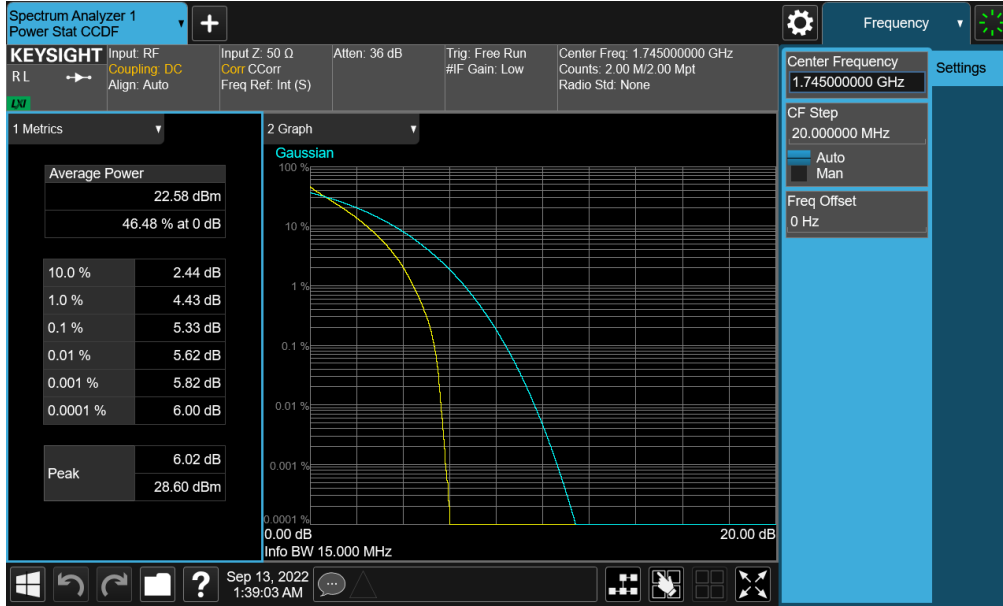 Spectrum Analyzer 1
Power Stat CCDF
+
Frequency
KEYSIGHT
RL
LXI
Input: RF
Coupling: DC
Align: Auto
Input Z: 50 Ω
Corr CCorr
Freq Ref: Int (S)
Atten: 36 dB
Trig: Free Run
#IF Gain: Low
Center Freq: 1.745000000 GHz
Counts: 2.00 M/2.00 Mpt
Radio Std: None
Center Frequency
1.745000000 GHz
Settings
CF Step
20.000000 MHz
Auto
Man
Freq Offset
0 Hz
1 Metrics
Average Power
22.58 dBm
46.48 % at 0 dB
10.0 % 2.44 dB
1.0 % 4.43 dB
0.1 % 5.33 dB
0.01 % 5.62 dB
0.001 % 5.82 dB
0.0001 % 6.00 dB
Peak
6.02 dB
28.60 dBm
2 Graph
Gaussian
100 %
10 %
1 %
0.1 %
0.01 %
0.001 %
0.0001 %
0.00 dB 20.00 dB
Info BW 15.000 MHz
?
Sep 13, 2022
1:39:03 AM